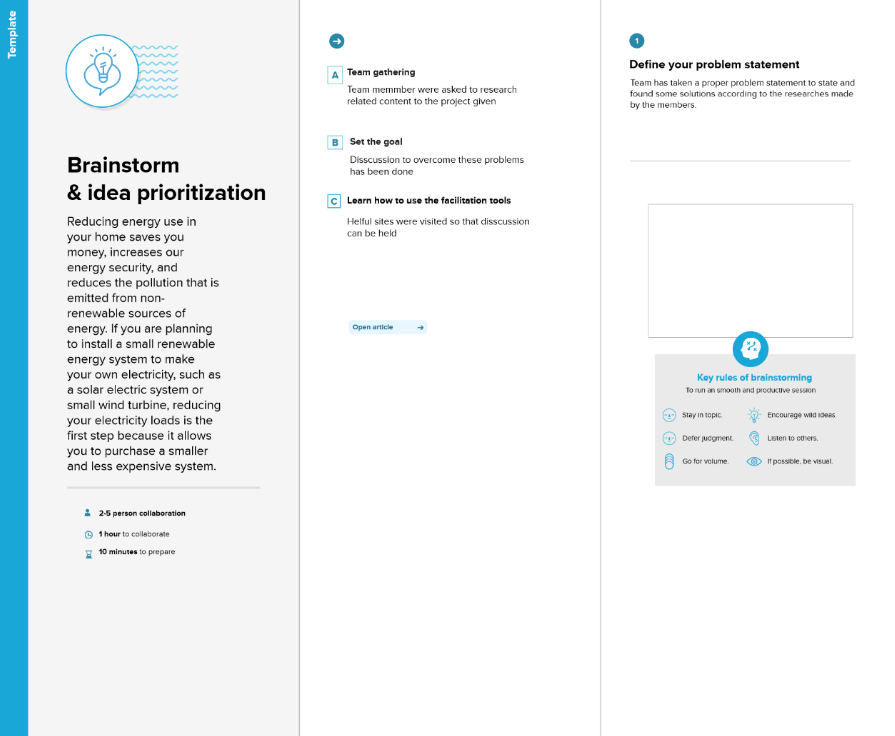 Template
Brainstorm
& idea prioritization
Reducing energy use in
your home saves you
money, increases our
energy security, and
reduces the pollution that is
emitted from non-
renewable sources of
energy. If you are planning
to install a small renewable
energy system to make
your own electricity, such as
a solar electric system or
small wind turbine, reducing
your electricity loads is the
first step because it allows
you to purchase a smaller
and less expensive system.
2-5 person collaboration
1 hour to collaborate
10 minutes to prepare
A Team gathering
Team memmber were asked to research
related content to the project given
B Set the goal
Disscussion to overcome these problems
has been done
C Learn how to use the facilitation tools
Helful sites were visited so that disscussion
can be held
Open article
1
Define your problem statement
Team has taken a proper problem statement to state and
found some solutions according to the researches made
by the members.
Key rules of brainstorming
To run an smooth and productive session
Stay in topic. Encourage wild ideas.
Defer judgment. Listen to others.
Go for volume. If possible, be visual.